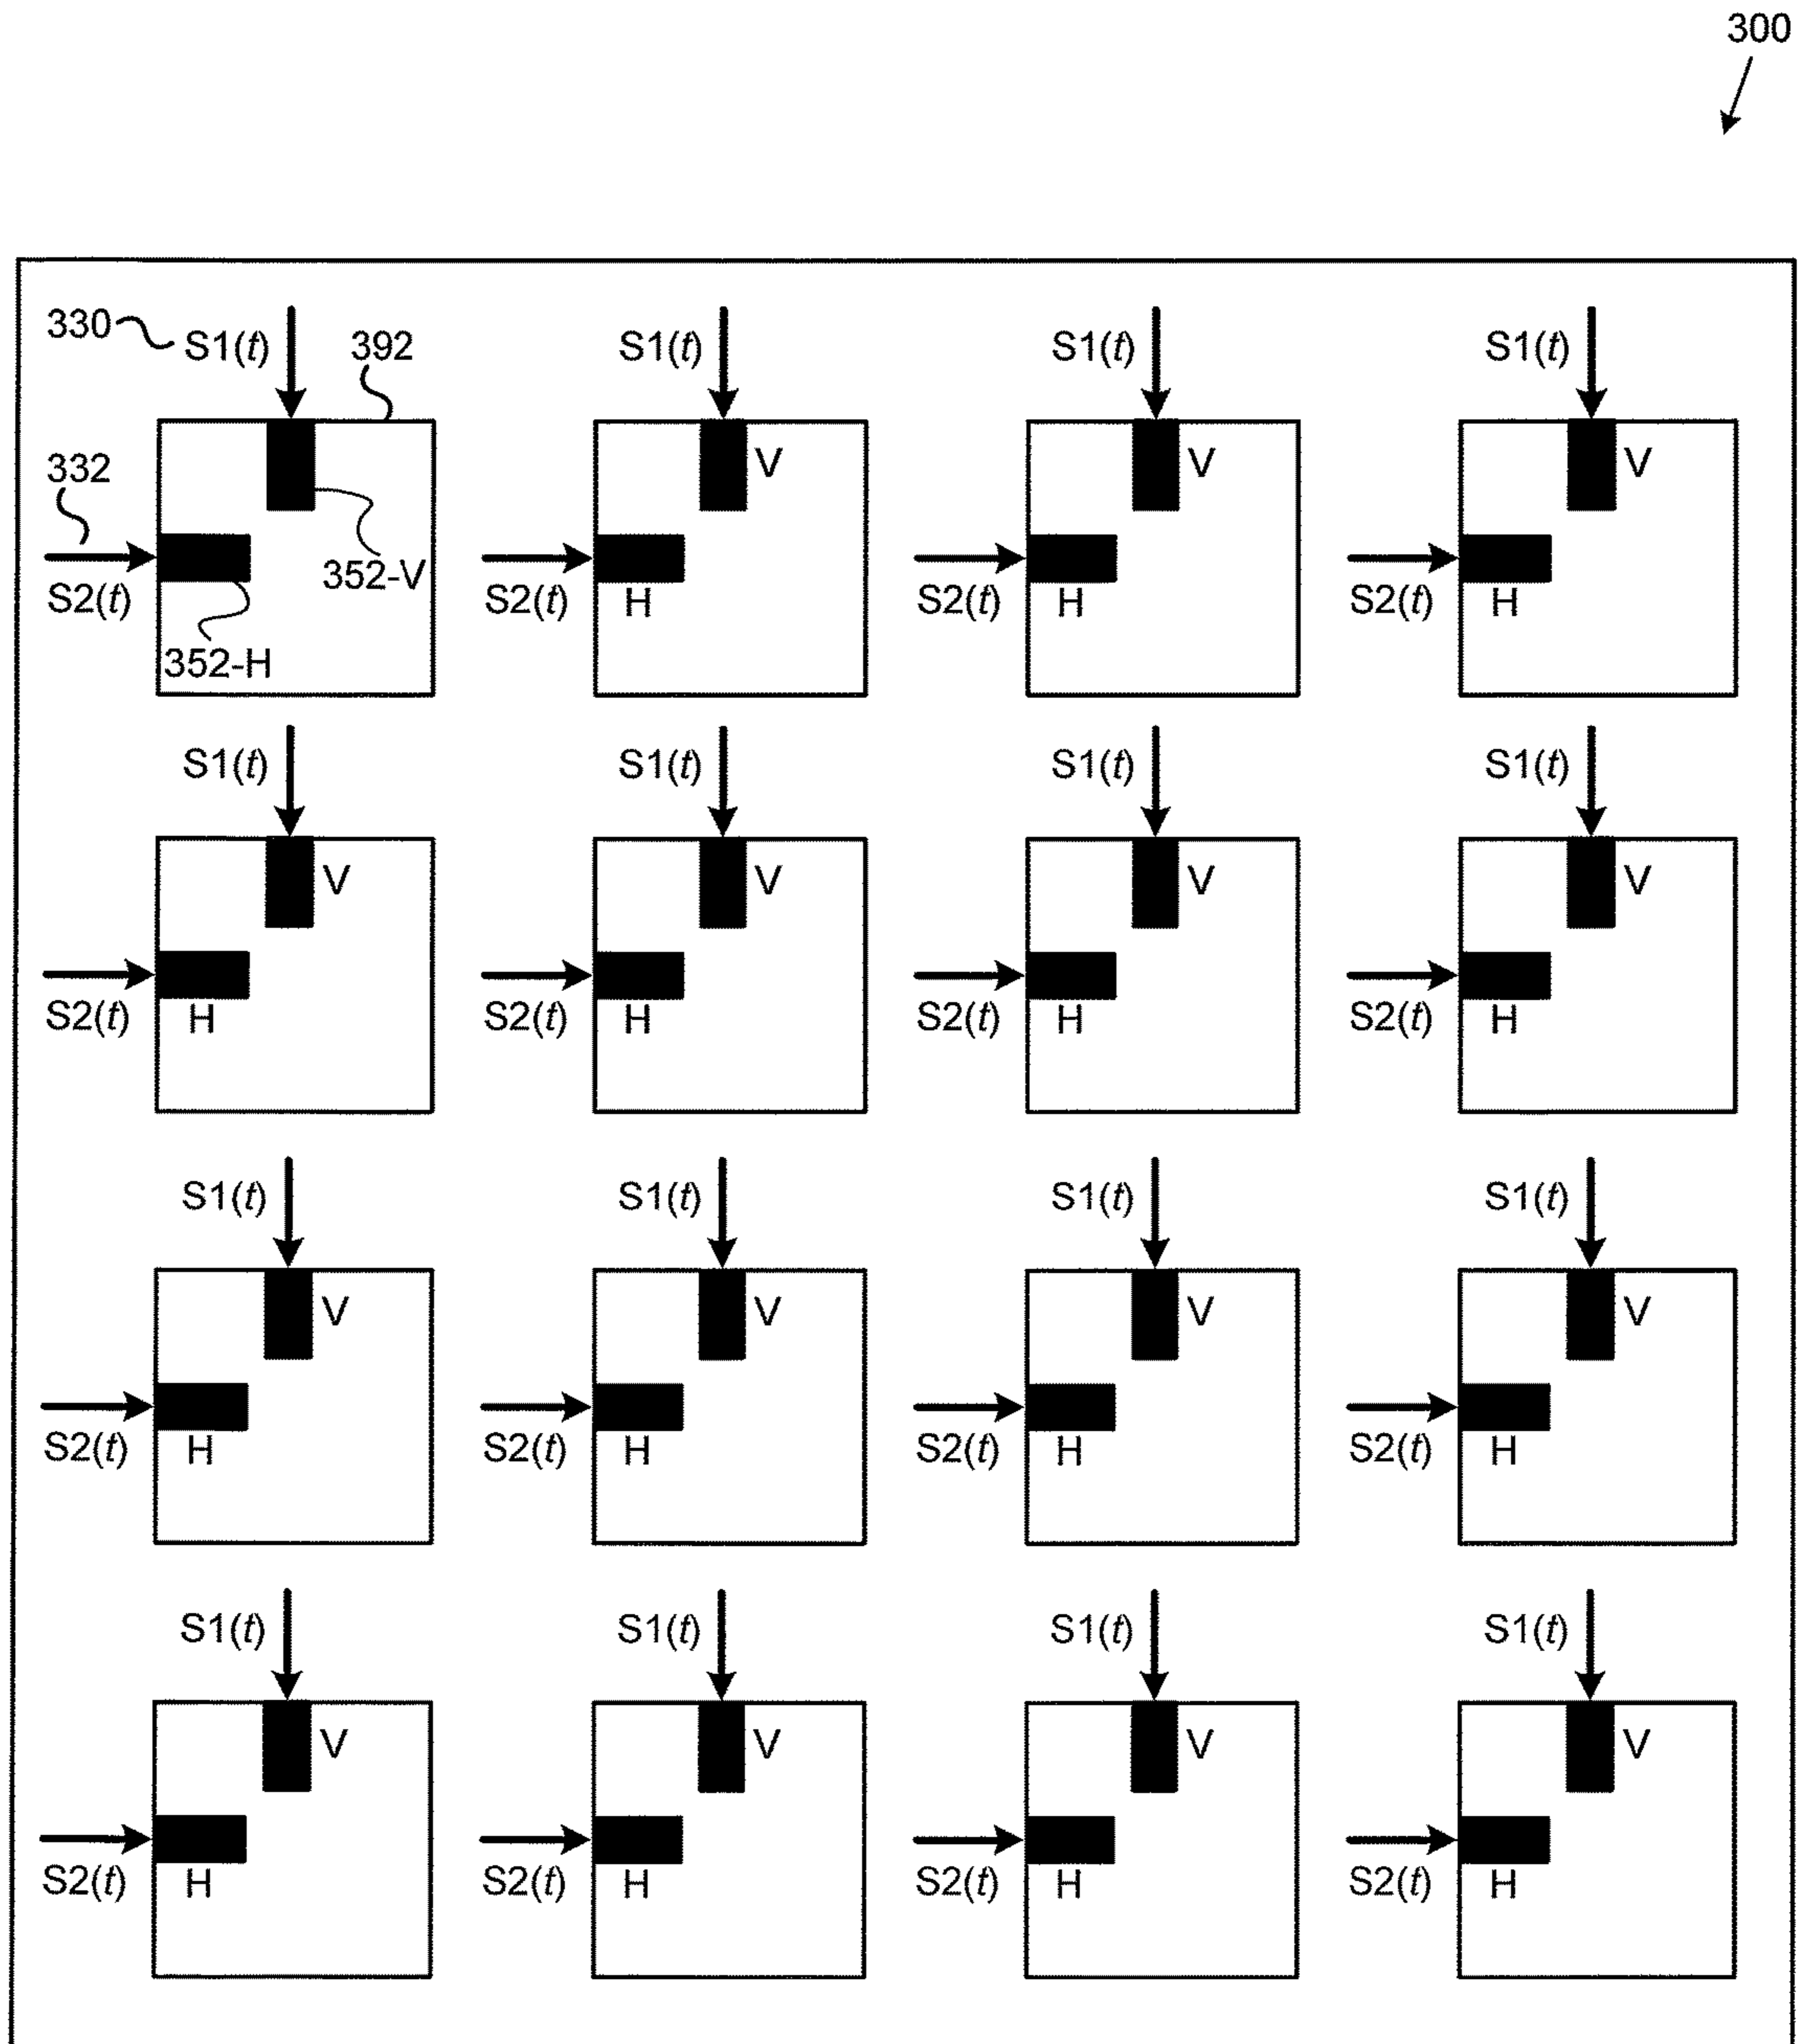 300
330 S1(t) 392 S1(t) S1(t) S1(t)
V V V
332
352-V
S2(t) S2(t) H S2(t) H S2(t) H
352-H
S1(t) S1(t) S1(t) S1(t)
V V V V
S2(t) H S2(t) H S2(t) H S2(t) H
S1(t) S1(t) S1(t) S1(t)
V V V V
S2(t) H S2(t) H S2(t) H S2(t) H
S1(t) S1(t) S1(t) S1(t)
V V V V
S2(t) H S2(t) H S2(t) H S2(t) H